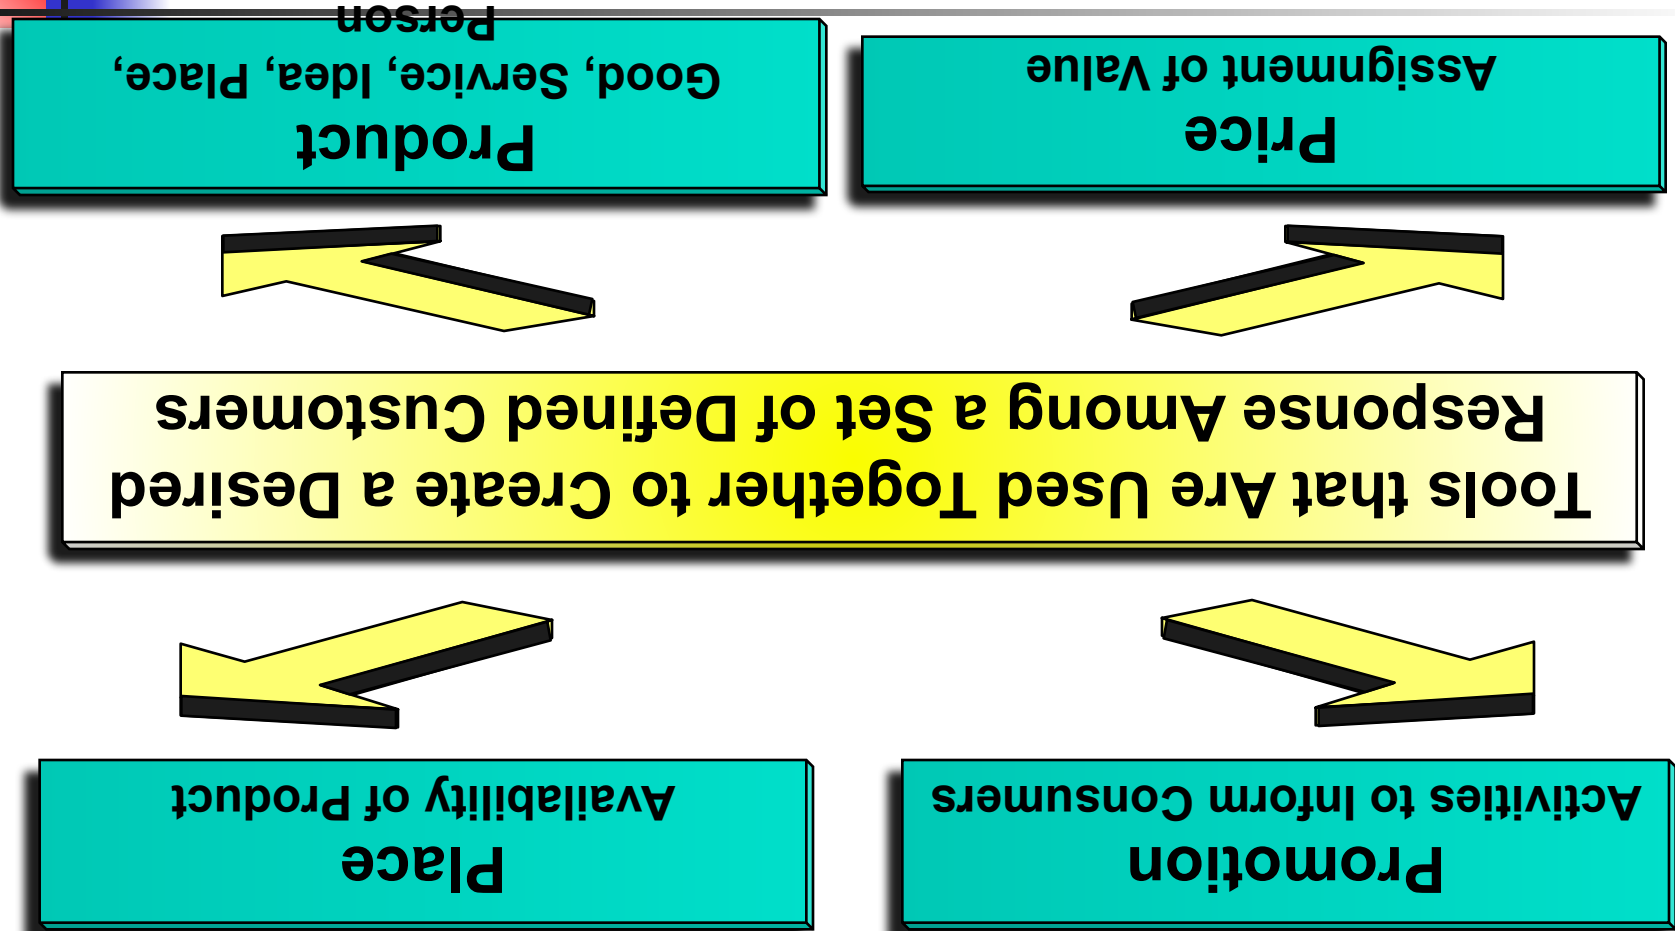 Promotion
Activities to Inform Consumers
Place
Availability of Product
Tools that Are Used Together to Create a Desired
Response Among a Set of Defined Customers
Price
Assignment of Value
Product
Good, Service, Idea, Place,
Person